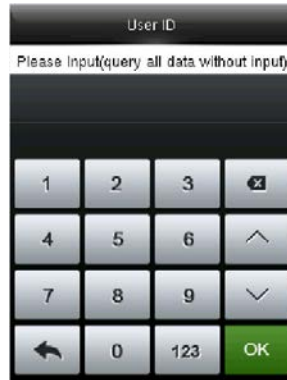 User ID
Please Input(query all data without input)
1 2 3
4 5 6
7 8 9
0 123 OK